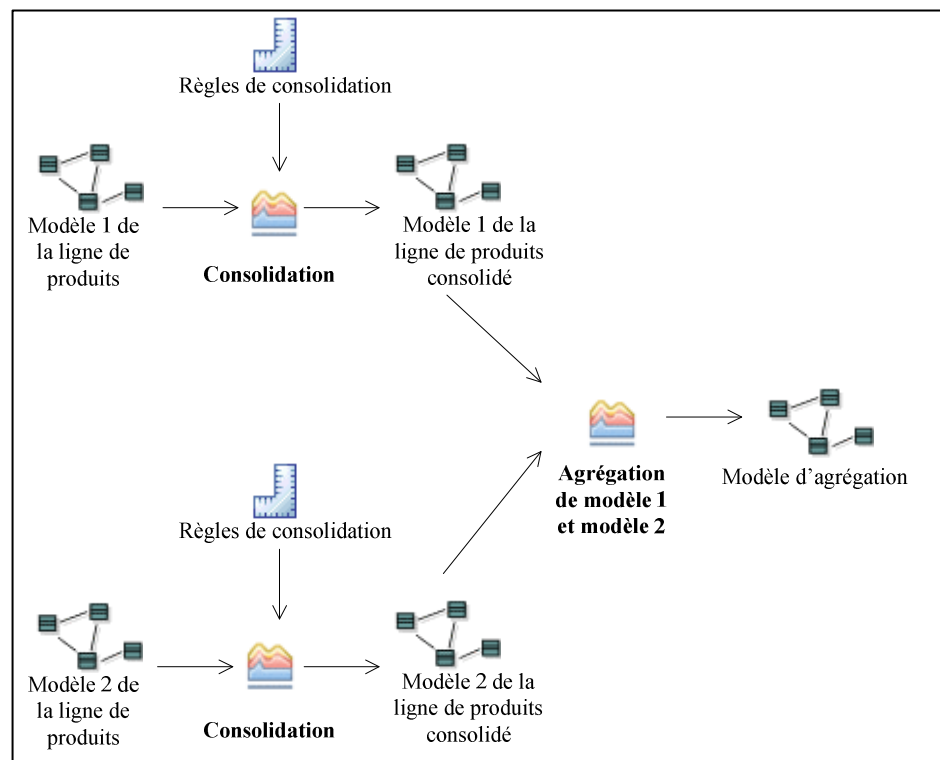 Règles de consolidation
Modèle 1 de
la ligne de
produits
Consolidation
Modèle 1 de la
ligne de produits
consolidé
Agrégation
de modèle 1
et modèle 2
Modèle d'agrégation
Règles de consolidation
Modèle 2 de
la ligne de
produits
Consolidation
Modèle 2 de la
ligne de produits
consolidé